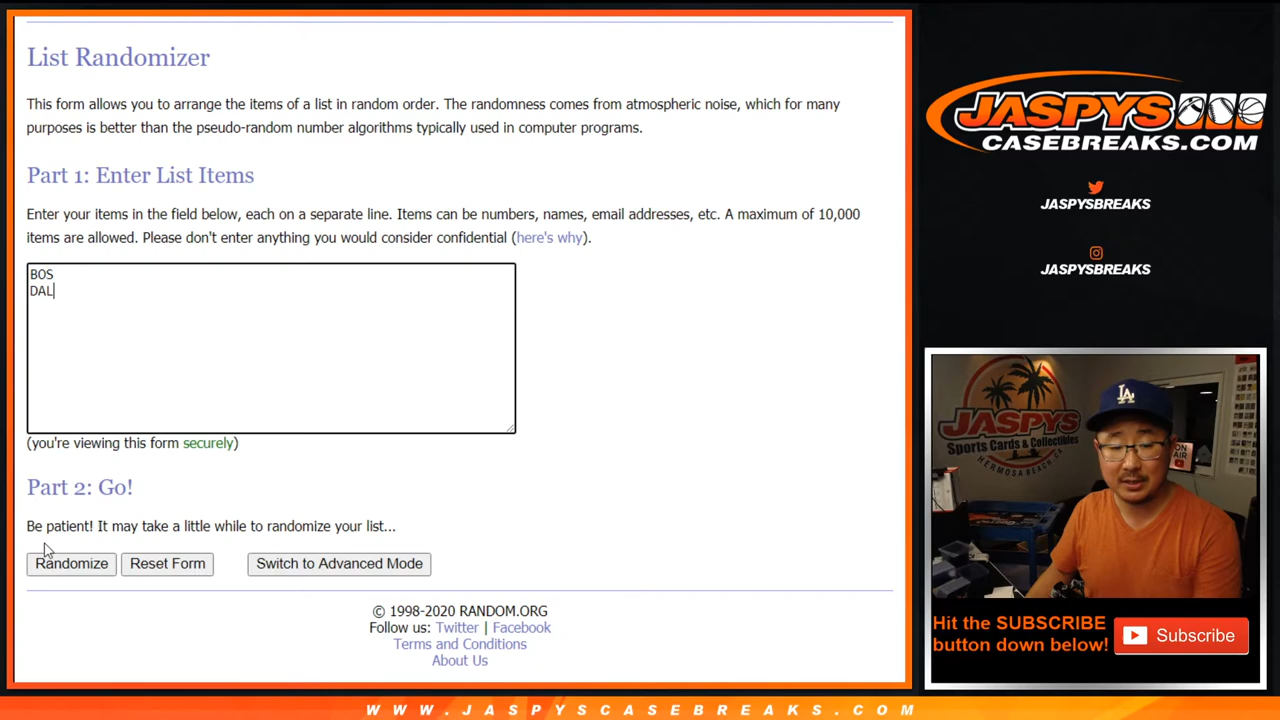 List Randomizer
This form allows you to arrange the items of a list in random order. The randomness comes from atmospheric noise, which for many
purposes is better than the pseudo-random number algorithms typically used in computer programs.
Part 1: Enter List Items
Enter your items in the field below, each on a separate line. Items can be numbers, names, email addresses, etc. A maximum of 10,000
items are allowed. Please don't enter anything you would consider confidential (here's why).
BOS
DAL
(you're viewing this form securely)
Part 2: Go!
Be patient! It may take a little while to randomize your list...
Randomize
Reset Form
Switch to Advanced Mode
© 1998-2020 RANDOM.ORG
Follow us: Twitter | Facebook
Terms and Conditions
About Us
JASPYS
CASEBREAKS.COM
JASPYSBREAKS
JASPYSBREAKS
JASPYS
Sports Cards & Collectibles
HERMOSA BEACH, CA
LA
ON
AIR
Hit the SUBSCRIBE
button down below!
Subscribe
WWW.JASPYSCASEBREAKS.COM